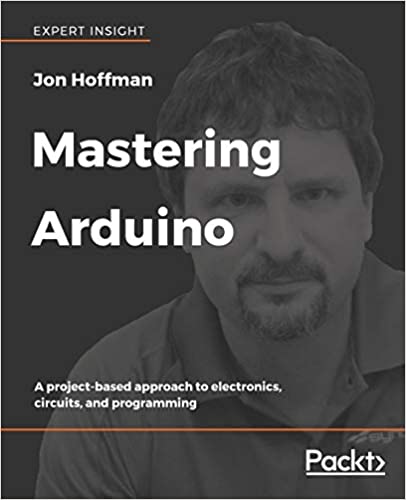 EXPERT INSIGHT
Jon Hoffman
Mastering
Arduino
A project-based approach to electronics,
circuits, and programming
Packt>